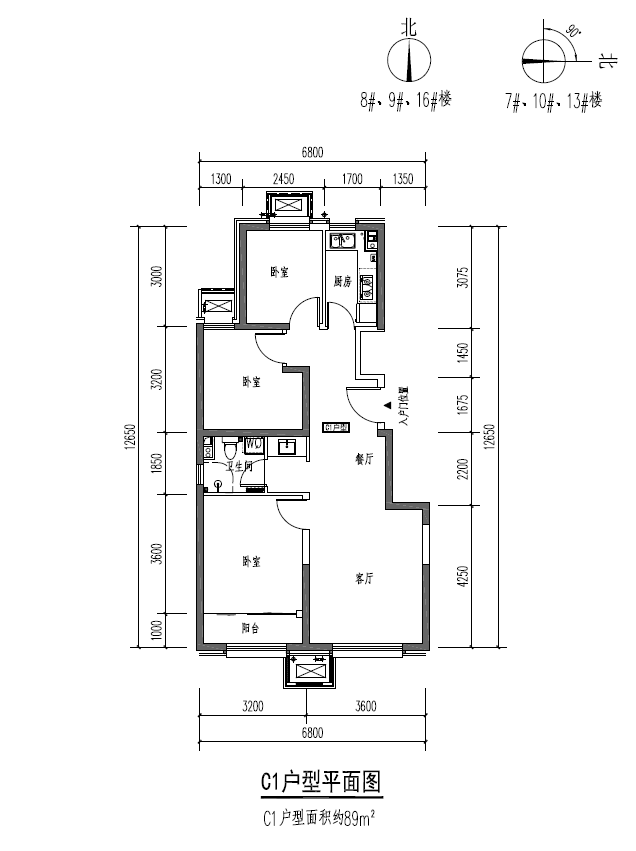 北
90°
北
8#、9#、16#楼
7#、10#、13#楼
6800
1300 2450 1700 1350
3000
3200
1850
3600
1000
12650
卧室
厨房
卧室
入户门位置
C1户型
餐厅
卫生间
卧室
客厅
阳台
3075
1450
1675
2200
4250
12650
3200 3600
6800
C1户型平面图
C1户型面积约89m²